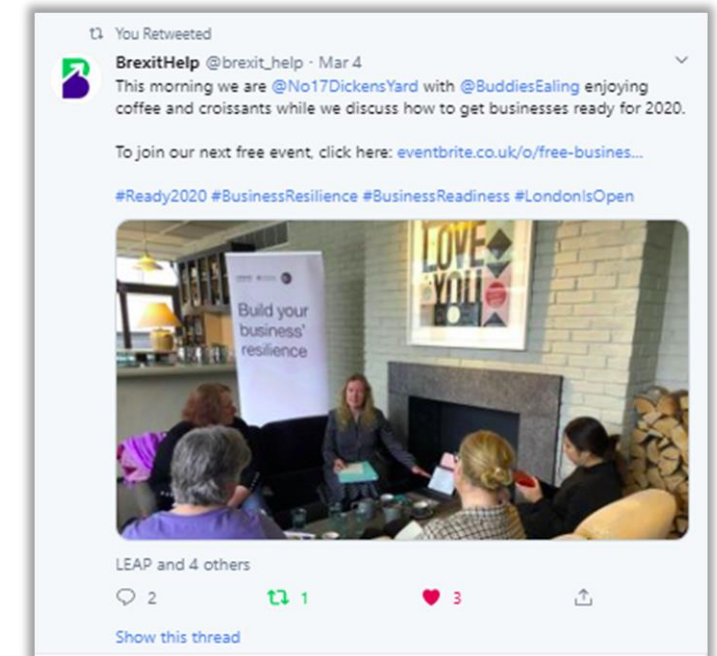 You Retweeted
BrexitHelp @brexit_help · Mar 4
This morning we are @No17DickensYard with @BuddiesEaling enjoying
coffee and croissants while we discuss how to get businesses ready for 2020.
To join our next free event, click here: eventbrite.co.uk/o/free-busines...
#Ready2020 #BusinessResilience #BusinessReadiness #LondonIsOpen
LOVE
YOU
Build your
business'
resilience
LEAP and 4 others
2 1 3
Show this thread